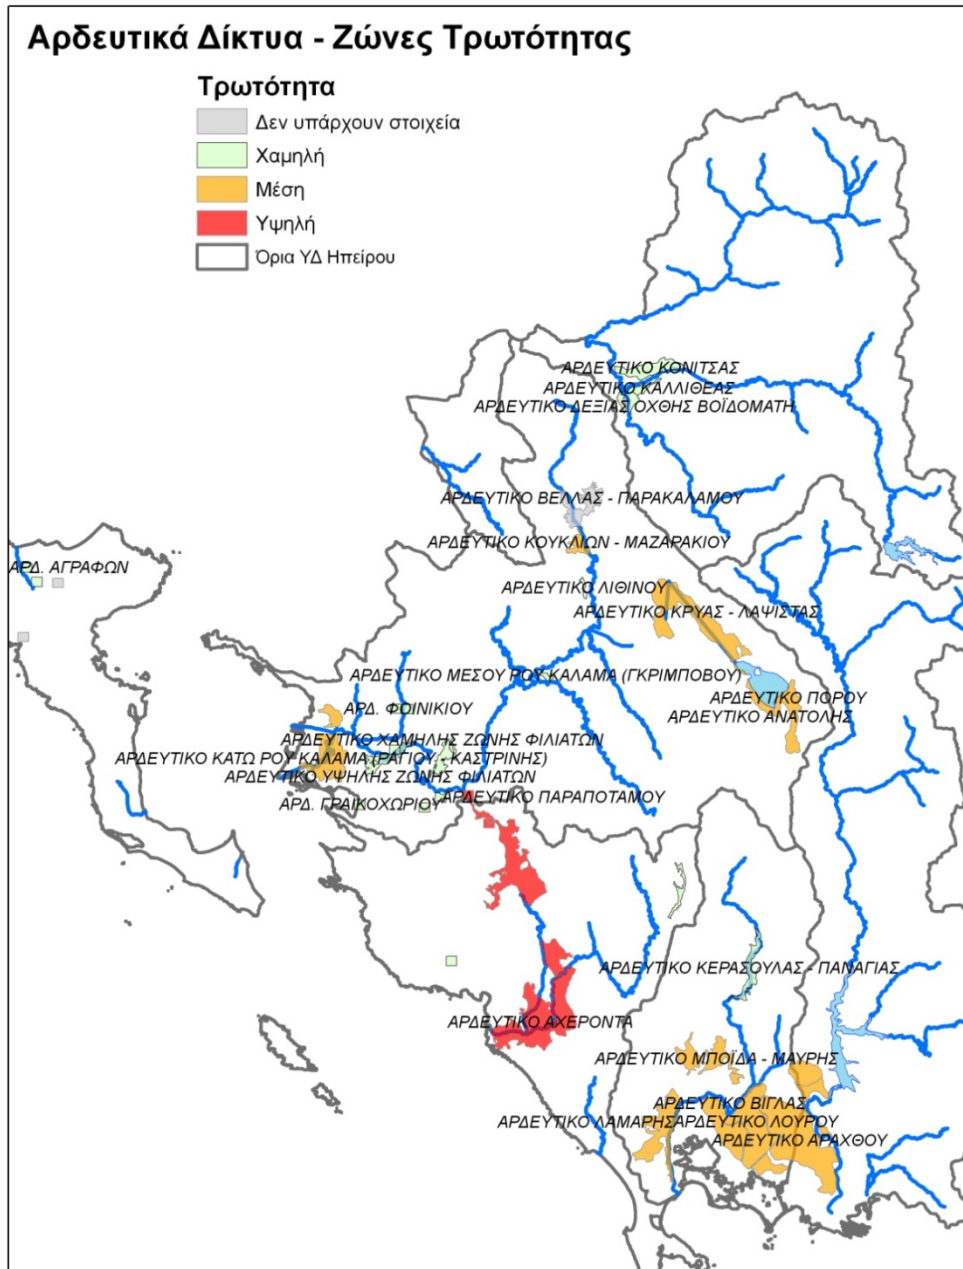 Αρδευτικά Δίκτυα - Ζώνες Τρωτότητας
Τρωτότητα
Δεν υπάρχουν στοιχεία
Χαμηλή
Μέση
Υψηλή
Όρια ΥΔ Ηπείρου
ΑΡΔΕΥΤΙΚΟ ΚΟΝΙΤΣΑΣ
ΑΡΔΕΥΤΙΚΟ ΚΑΛΛΙΘΕΑΣ
ΑΡΔΕΥΤΙΚΟ ΔΕΞΙΑΣ ΟΧΘΗΣ ΒΟΪΔΟΜΑΤΗ
ΑΡΔΕΥΤΙΚΟ ΒΕΛΛΑΣ - ΠΑΡΑΚΑΛΑΜΟΥ
ΑΡΔΕΥΤΙΚΟ ΚΟΥΚΛΙΩΝ - ΜΑΖΑΡΑΚΙΟΥ
ΑΡΔ. ΑΓΡΑΦΩΝ
ΑΡΔΕΥΤΙΚΟ ΛΙΘΙΝΟΥ
ΑΡΔΕΥΤΙΚΟ ΚΡΥΑΣ - ΛΑΨΙΣΤΑΣ
ΑΡΔΕΥΤΙΚΟ ΜΕΣΟΥ ΡΟΥ ΚΑΛΑΜΑ (ΓΚΡΙΜΠΟΒΟΥ)
ΑΡΔΕΥΤΙΚΟ ΠΟΡΟΥ
ΑΡΔ. ΦΟΙΝΙΚΙΟΥ
ΑΡΔΕΥΤΙΚΟ ΑΝΑΤΟΛΗΣ
ΑΡΔΕΥΤΙΚΟ ΧΑΜΗΛΗΣ ΖΩΝΗΣ ΦΙΛΙΑΤΩΝ
ΑΡΔΕΥΤΙΚΟ ΚΑΤΩ ΡΟΥ ΚΑΛΑΜΑ (ΡΑΓΙΟΥ - ΚΑΣΤΡΙΝΗΣ)
ΑΡΔΕΥΤΙΚΟ ΥΨΗΛΗΣ ΖΩΝΗΣ ΦΙΛΙΑΤΩΝ
ΑΡΔΕΥΤΙΚΟ ΠΑΡΑΠΟΤΑΜΟΥ
ΑΡΔ. ΓΡΑΙΚΟΧΩΡΙΟΥ
ΑΡΔΕΥΤΙΚΟ ΚΕΡΑΣΟΥΛΑΣ - ΠΑΝΑΓΙΑΣ
ΑΡΔΕΥΤΙΚΟ ΑΧΕΡΟΝΤΑ
ΑΡΔΕΥΤΙΚΟ ΜΠΟΪΔΑ - ΜΑΥΡΗΣ
ΑΡΔΕΥΤΙΚΟ ΒΙΓΛΑΣ
ΑΡΔΕΥΤΙΚΟ ΛΑΜΑΡΗΣ ΑΡΔΕΥΤΙΚΟ ΛΟΥΡΟΥ
ΑΡΔΕΥΤΙΚΟ ΑΡΑΧΘΟΥ